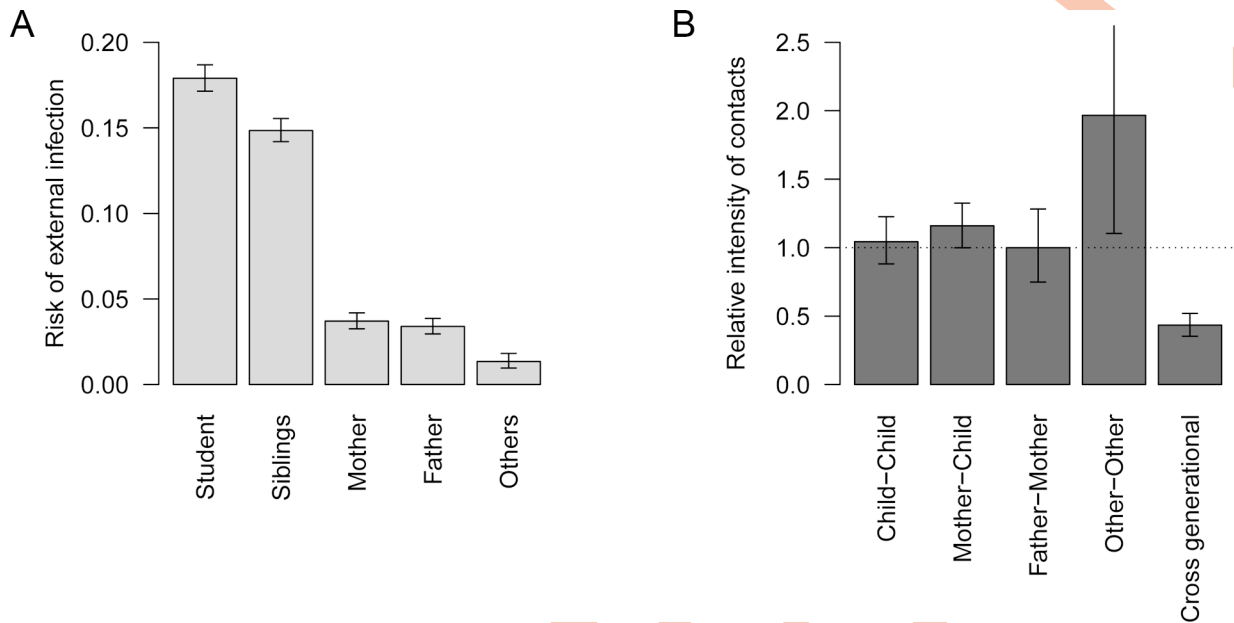 A
Risk of external infection
0.20
0.15
0.10
0.05
0.00
Student
Siblings
Mother
Father
Others
B
Relative intensity of contacts
2.5
2.0
1.5
1.0
0.5
0.0
Child−Child
Mother−Child
Father−Mother
Other−Other
Cross generational